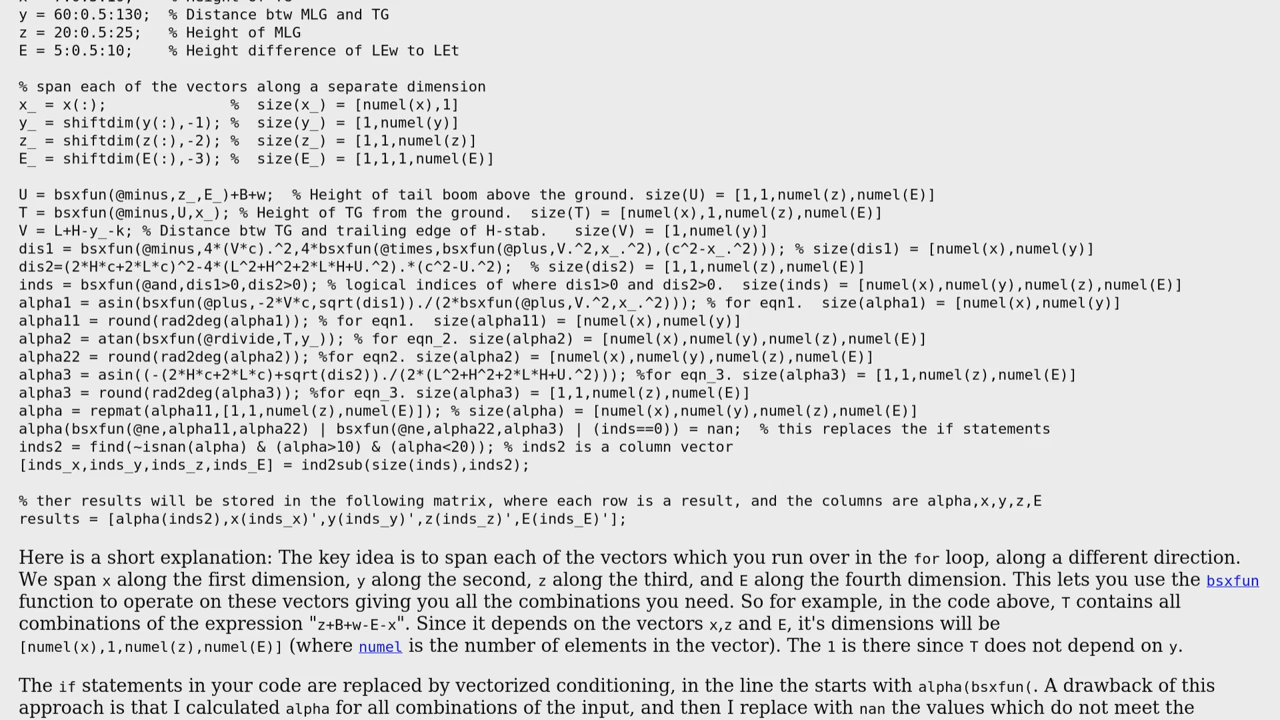 y = 60:0.5:130;  % Distance btw MLG and TG
z = 20:0.5:25;   % Height of MLG
E = 5:0.5:10;    % Height difference of LEw to LEt
% span each of the vectors along a separate dimension
x_ = x(:);              %  size(x_) = [numel(x),1]
y_ = shiftdim(y(:),-1); %  size(y_) = [1,numel(y)]
z_ = shiftdim(z(:),-2); %  size(z_) = [1,1,numel(z)]
E_ = shiftdim(E(:),-3); %  size(E_) = [1,1,1,numel(E)]
U = bsxfun(@minus,z_,E_)+B+w;  % Height of tail boom above the ground. size(U) = [1,1,numel(z),numel(E)]
T = bsxfun(@minus,U,x_); % Height of TG from the ground.  size(T) = [numel(x),1,numel(z),numel(E)]
V = L+H-y_-k; % Distance btw TG and trailing edge of H-stab.   size(V) = [1,numel(y)]
dis1 = bsxfun(@minus,4*(V*c).^2,4*bsxfun(@times,bsxfun(@plus,V.^2,x_.^2),(c^2-x_.^2))); % size(dis1) = [numel(x),numel(y)]
dis2=(2*H*c+2*L*c)^2-4*(L^2+H^2+2*L*H+U.^2).*(c^2-U.^2);  % size(dis2) = [1,1,numel(z),numel(E)]
inds = bsxfun(@and,dis1>0,dis2>0); % logical indices of where dis1>0 and dis2>0.  size(inds) = [numel(x),numel(y),numel(z),numel(E)]
alpha1 = asin(bsxfun(@plus,-2*V*c,sqrt(dis1))./(2*bsxfun(@plus,V.^2,x_.^2))); % for eqn1.  size(alpha1) = [numel(x),numel(y)]
alpha11 = round(rad2deg(alpha1)); % for eqn1.  size(alpha11) = [numel(x),numel(y)]
alpha2 = atan(bsxfun(@rdivide,T,y_)); % for eqn_2. size(alpha2) = [numel(x),numel(y),numel(z),numel(E)]
alpha22 = round(rad2deg(alpha2)); %for eqn2. size(alpha2) = [numel(x),numel(y),numel(z),numel(E)]
alpha3 = asin((-(2*H*c+2*L*c)+sqrt(dis2))./(2*(L^2+H^2+2*L*H+U.^2))); %for eqn_3. size(alpha3) = [1,1,numel(z),numel(E)]
alpha3 = round(rad2deg(alpha3)); %for eqn_3. size(alpha3) = [1,1,numel(z),numel(E)]
alpha = repmat(alpha11,[1,1,numel(z),numel(E)]); % size(alpha) = [numel(x),numel(y),numel(z),numel(E)]
alpha(bsxfun(@ne,alpha11,alpha22) | bsxfun(@ne,alpha22,alpha3) | (inds==0)) = nan;  % this replaces the if statements
inds2 = find(~isnan(alpha) & (alpha>10) & (alpha<20)); % inds2 is a column vector
[inds_x,inds_y,inds_z,inds_E] = ind2sub(size(inds),inds2);
% ther results will be stored in the following matrix, where each row is a result, and the columns are alpha,x,y,z,E
results = [alpha(inds2),x(inds_x)',y(inds_y)',z(inds_z)',E(inds_E)'];
Here is a short explanation: The key idea is to span each of the vectors which you run over in the for loop, along a different direction.
We span x along the first dimension, y along the second, z along the third, and E along the fourth dimension. This lets you use the bsxfun
function to operate on these vectors giving you all the combinations you need. So for example, in the code above, T contains all
combinations of the expression "z+B+w-E-x". Since it depends on the vectors x,z and E, it's dimensions will be
[numel(x),1,numel(z),numel(E)] (where numel is the number of elements in the vector). The 1 is there since T does not depend on y.
The if statements in your code are replaced by vectorized conditioning, in the line the starts with alpha(bsxfun(. A drawback of this
approach is that I calculated alpha for all combinations of the input, and then I replace with nan the values which do not meet the